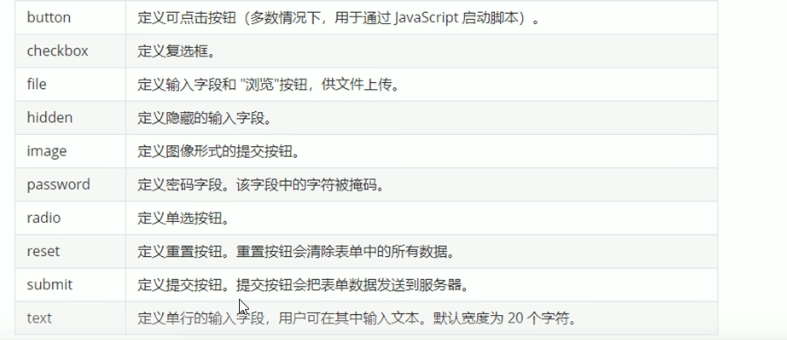 button 定义可点击按钮（多数情况下，用于通过 JavaScript 启动脚本）。
checkbox 定义复选框。
file 定义输入字段和 "浏览"按钮，供文件上传。
hidden 定义隐藏的输入字段。
image 定义图像形式的提交按钮。
password 定义密码字段。该字段中的字符被掩码。
radio 定义单选按钮。
reset 定义重置按钮。重置按钮会清除表单中的所有数据。
submit 定义提交按钮。提交按钮会把表单数据发送到服务器。
text 定义单行的输入字段，用户可在其中输入文本。默认宽度为 20 个字符。